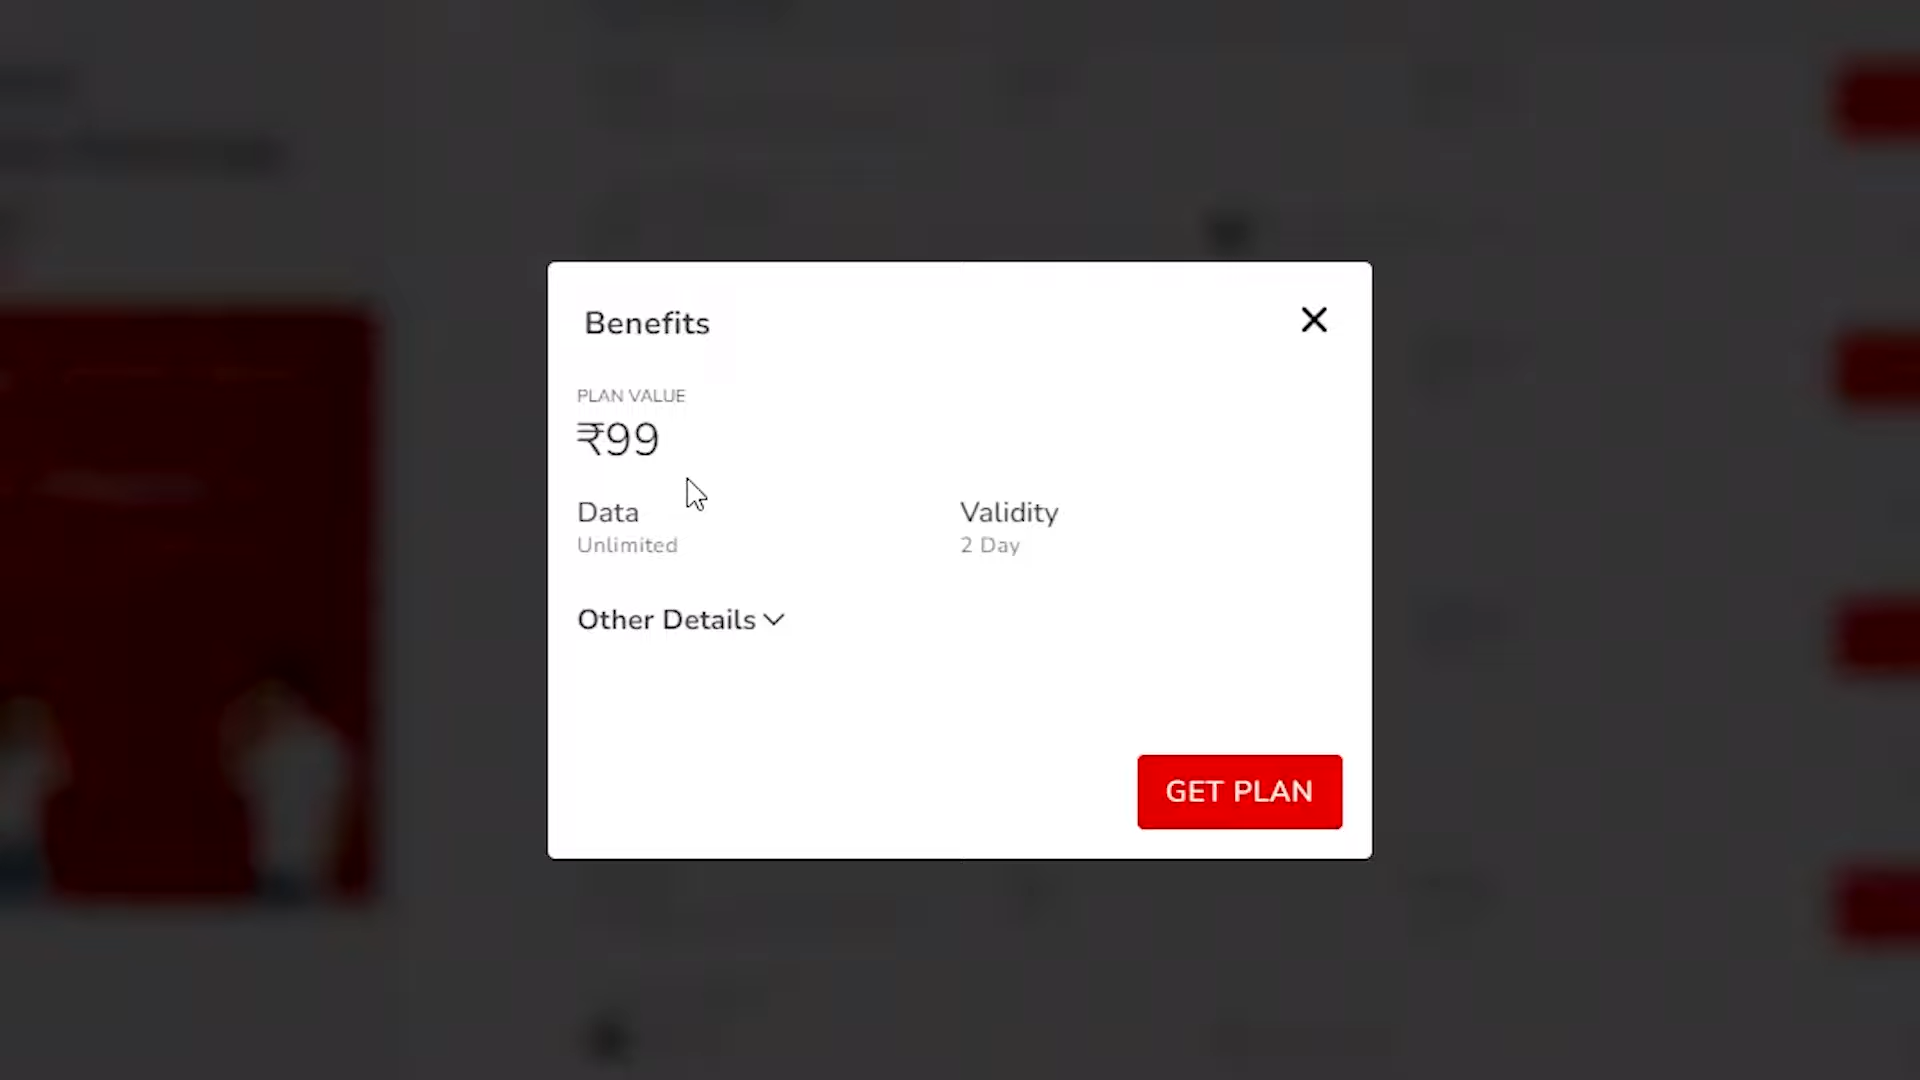 Benefits
PLAN VALUE
₹99
Data
Validity
Unlimited
2 Day
Other Details
GET PLAN